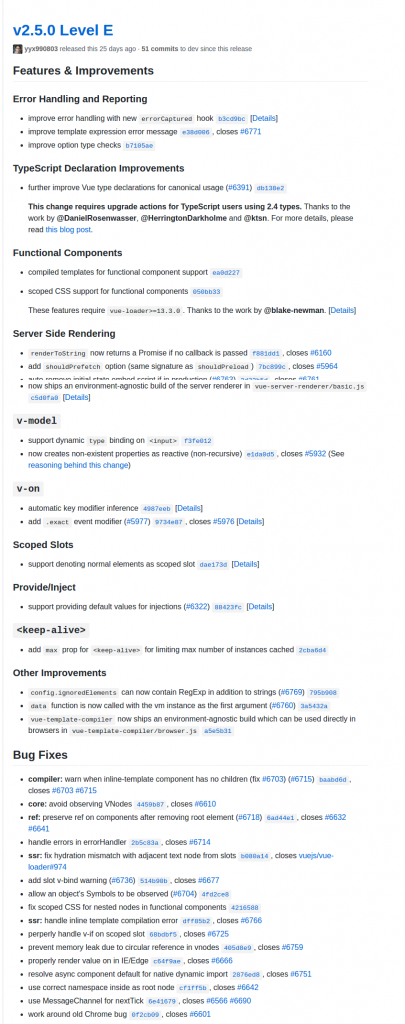 v2.5.0 Level E
yyx990803 released this 25 days ago · 51 commits to dev since this release
Features & Improvements
Error Handling and Reporting
improve error handling with new errorCaptured hook b3cd9bc [Details]
improve template expression error message e38d006 , closes #6771
improve option type checks b7105ae
TypeScript Declaration Improvements
further improve Vue type declarations for canonical usage (#6391) db138e2
This change requires upgrade actions for TypeScript users using 2.4 types. Thanks to the
work by @DanielRosenwasser, @HerringtonDarkholme and @ktsn. For more details, please
read this blog post.
Functional Components
compiled templates for functional component support ea0d227
scoped CSS support for functional components 050bb33
These features require vue-loader>=13.3.0 . Thanks to the work by @blake-newman. [Details]
Server Side Rendering
renderToString now returns a Promise if no callback is passed f881dd1 , closes #6160
add shouldPrefetch option (same signature as shouldPreload ) 7bc899c , closes #5964
auto-remove initial state embed script if in production (#6763) , closes #6761
now ships an environment-agnostic build of the server renderer in vue-server-renderer/basic.js
c5d0fa0 [Details]
v-model
support dynamic type binding on <input> f3fe012
now creates non-existent properties as reactive (non-recursive) e1da0d5 , closes #5932 (See
reasoning behind this change)
v-on
automatic key modifier inference 4987eeb [Details]
add .exact event modifier (#5977) 9734e87 , closes #5976 [Details]
Scoped Slots
support denoting normal elements as scoped slot dae173d [Details]
Provide/Inject
support providing default values for injections (#6322) 88423fc [Details]
<keep-alive>
add max prop for <keep-alive> for limiting max number of instances cached 2cba6d4
Other Improvements
config.ignoredElements can now contain RegExp in addition to strings (#6769) 795b908
data function is now called with the vm instance as the first argument (#6760) 3a5432a
vue-template-compiler now ships an environment-agnostic build which can be used directly in
browsers in vue-template-compiler/browser.js a5e5b31
Bug Fixes
compiler: warn when inline-template component has no children (fix #6703) (#6715) baabd6d ,
closes #6703 #6715
core: avoid observing VNodes 4459b87 , closes #6610
ref: preserve ref on components after removing root element (#6718) 6ad44e1 , closes #6632
#6641
handle errors in errorHandler 2b5c83a , closes #6714
ssr: fix hydration mismatch with adjacent text node from slots b080a14 , closes vuejs/vue-
loader#974
add slot v-bind warning (#6736) 514b90b , closes #6677
allow an object's Symbols to be observed (#6704) 4fd2ce8
fix scoped CSS for nested nodes in functional components 4216588
ssr: handle inline template compilation error dff85b2 , closes #6766
perperly handle v-if on scoped slot 68bdbf5 , closes #6725
prevent memory leak due to circular reference in vnodes 405d8e9 , closes #6759
properly render value on in IE/Edge c64f9ae , closes #6666
resolve async component default for native dynamic import 2876ed8 , closes #6751
use correct namespace inside as root node cf1ff5b , closes #6642
use MessageChannel for nextTick 6e41679 , closes #6566 #6690
work around old Chrome bug 0f2cb09 , closes #6601